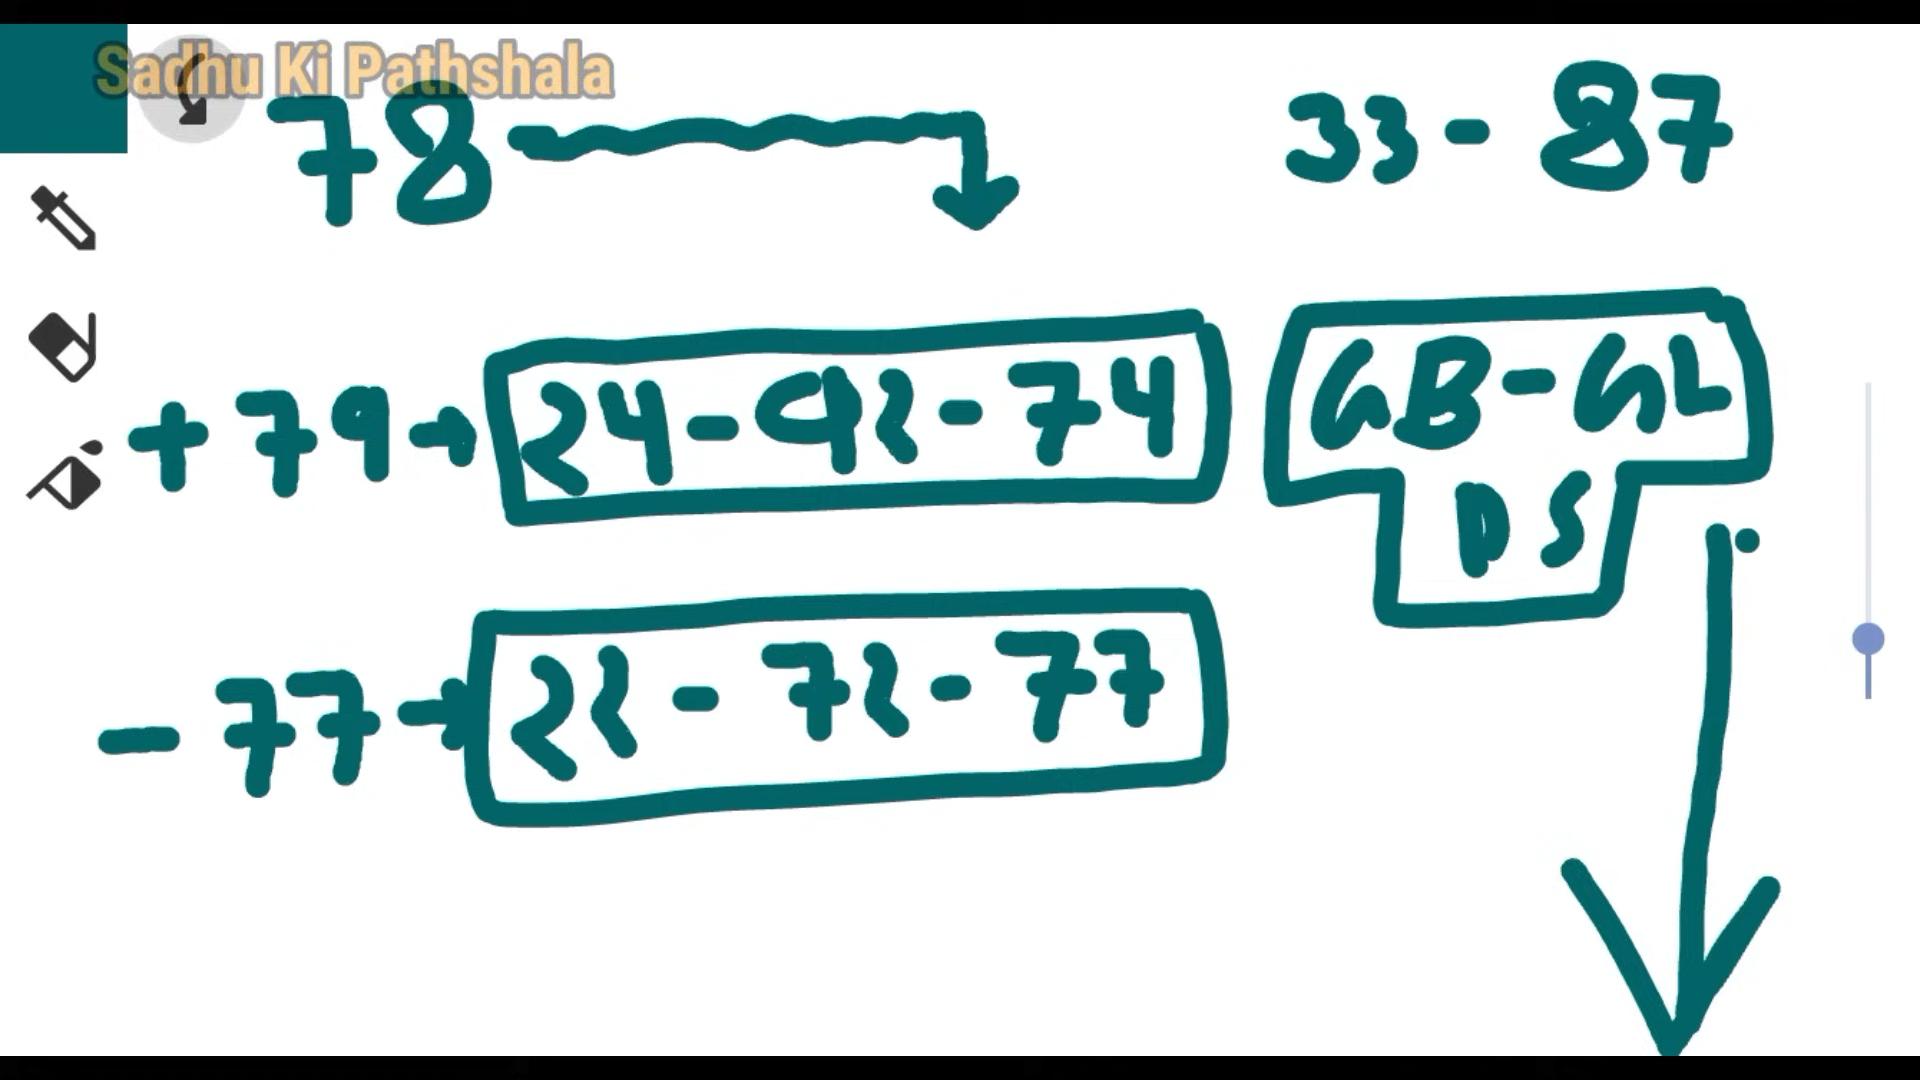 Sadhu Ki Pathshala
78 33-87
+79→ 24-92-74 GB-GL
DS
-77→ 22-72-77